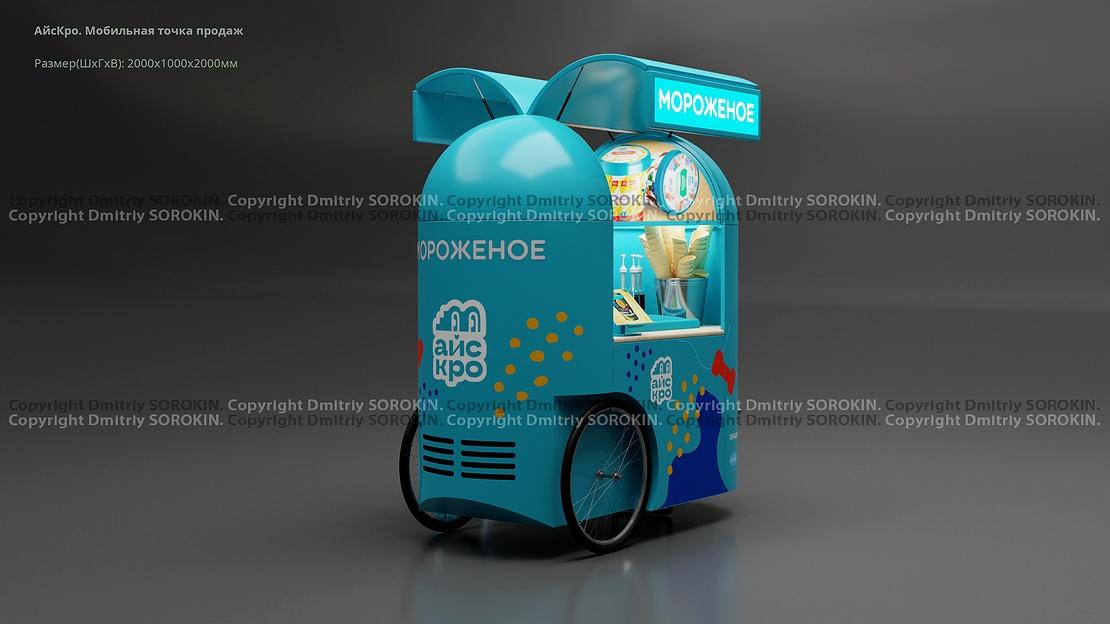 АйсКро. Мобильная точка продаж
Размер(ШхГхВ): 2000х1000х2000мм
МОРОЖЕНОЕ
Copyright Dmitriy SOROKIN. Copyright Dmitriy SOROKIN. Copyright Dmitriy SOROKIN. Copyright Dmitriy SOROKIN. Copyright Dmitriy SOROKIN.
Copyright Dmitriy SOROKIN. Copyright Dmitriy SOROKIN. Copyright Dmitriy SOROKIN. Copyright Dmitriy SOROKIN. Copyright Dmitriy SOROKIN.
МОРОЖЕНОЕ
айс
кро
айс
кро
Copyright Dmitriy SOROKIN. Copyright Dmitriy SOROKIN. Copyright Dmitriy SOROKIN. Copyright Dmitriy SOROKIN. Copyright Dmitriy SOROKIN.
Copyright Dmitriy SOROKIN. Copyright Dmitriy SOROKIN. Copyright Dmitriy SOROKIN. Copyright Dmitriy SOROKIN. Copyright Dmitriy SOROKIN.